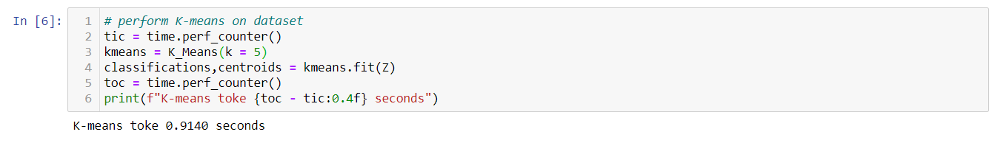 In [6]:
1 # perform K-means on dataset
2 tic = time.perf_counter()
3 kmeans = K_Means(k = 5)
4 classifications,centroids = kmeans.fit(Z)
5 toc = time.perf_counter()
6 print(f"K-means toke {toc - tic:0.4f} seconds")
K-means toke 0.9140 seconds